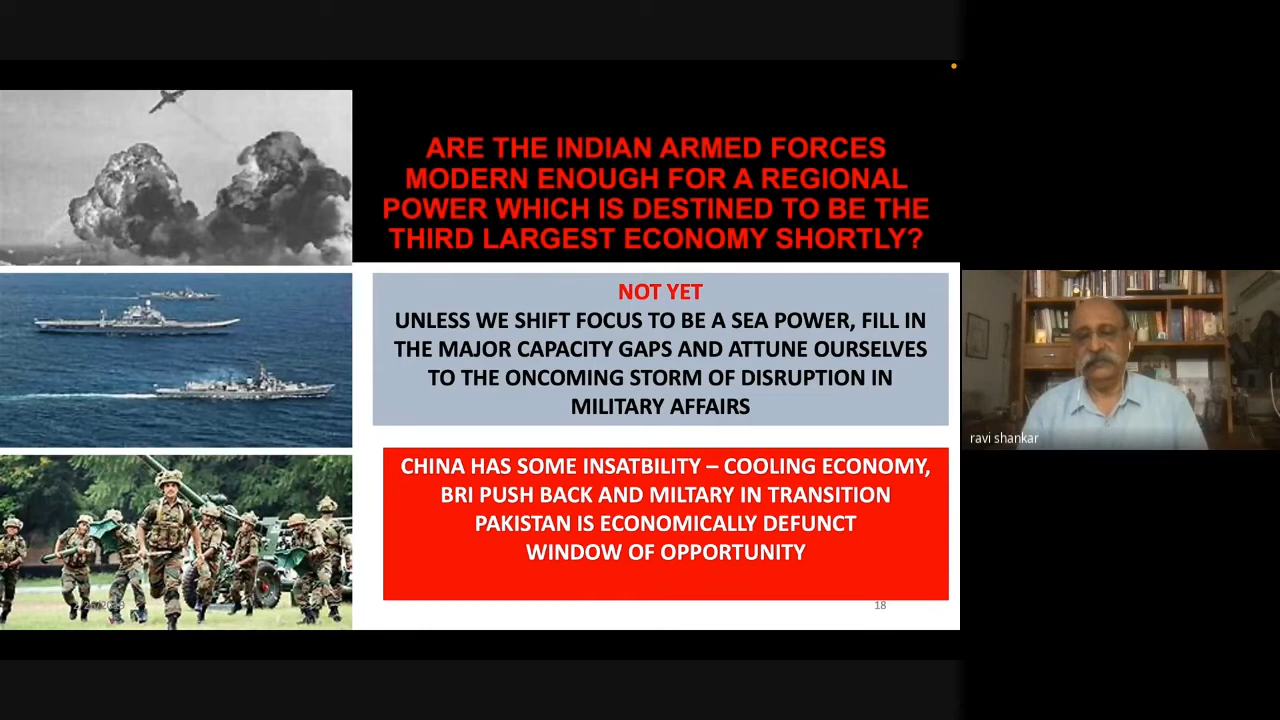 ARE THE INDIAN ARMED FORCES
MODERN ENOUGH FOR A REGIONAL
POWER WHICH IS DESTINED TO BE THE
THIRD LARGEST ECONOMY SHORTLY?
NOT YET
UNLESS WE SHIFT FOCUS TO BE A SEA POWER, FILL IN
THE MAJOR CAPACITY GAPS AND ATTUNE OURSELVES
TO THE ONCOMING STORM OF DISRUPTION IN
MILITARY AFFAIRS
CHINA HAS SOME INSATBILITY – COOLING ECONOMY,
BRI PUSH BACK AND MILTARY IN TRANSITION
PAKISTAN IS ECONOMICALLY DEFUNCT
WINDOW OF OPPORTUNITY
18
ravi shankar